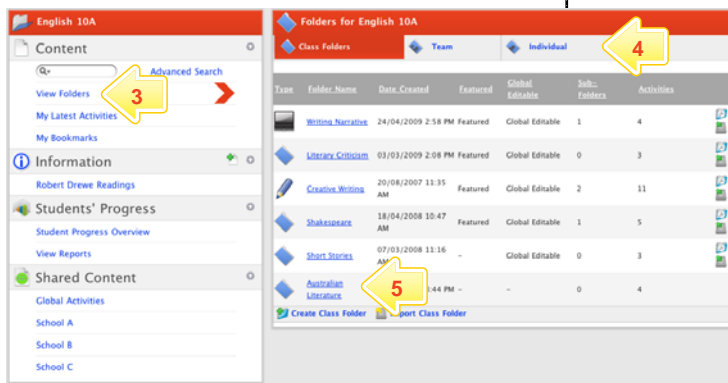 English 10A
Content
Advanced Search
View Folders
3
My Latest Activities
My Bookmarks
Information
Robert Drewe Readings
Students' Progress
Student Progress Overview
View Reports
Shared Content
Global Activities
School A
School B
School C
Folders for English 10A
Class Folders Team Individual 4
Type Folder Name Date Created Featured Global Editable Sub-Folders Activities
Writing Narrative 24/04/2009 2:58 PM Featured Global Editable 1 4
Literary Criticism 03/03/2009 2:08 PM Featured Global Editable 0 3
Creative Writing 20/08/2007 11:35 AM Featured Global Editable 2 11
Shakespeare 18/04/2008 10:47 AM Featured Global Editable 1 5
Short Stories 07/03/2008 11:16 - Global Editable 0 3
Australian Literature 5 :44 PM - - 0 4
Create Class Folder Class Folder